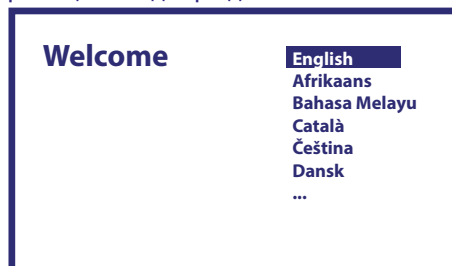 Welcome
English
Afrikaans
Bahasa Melayu
Català
Čeština
Dansk
...